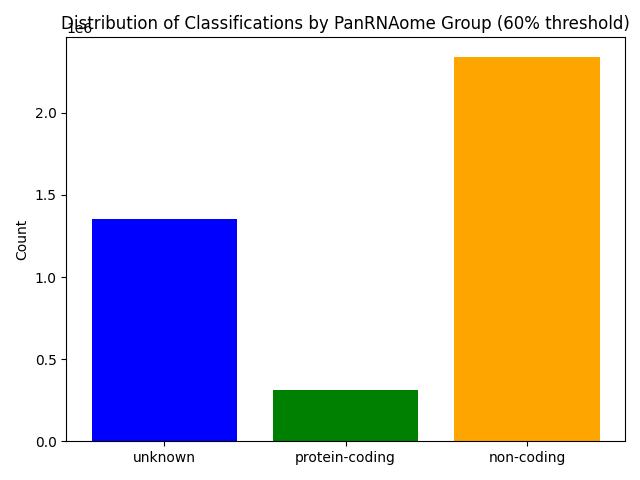 Distribution of Classifications by PanRNAome Group (60% threshold)
1e6
2.0
1.5
1.0
0.5
0.0
Count
unknown
protein-coding
non-coding